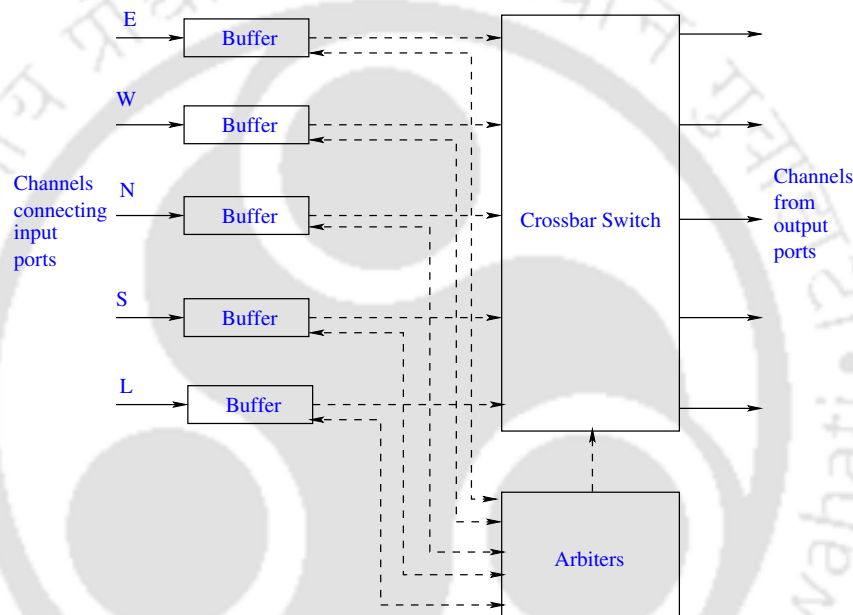 E
Buffer
W
Buffer
Channels
connecting
input
ports
N
Buffer
Crossbar Switch
Channels
from
output
ports
S
Buffer
L
Buffer
Arbiters